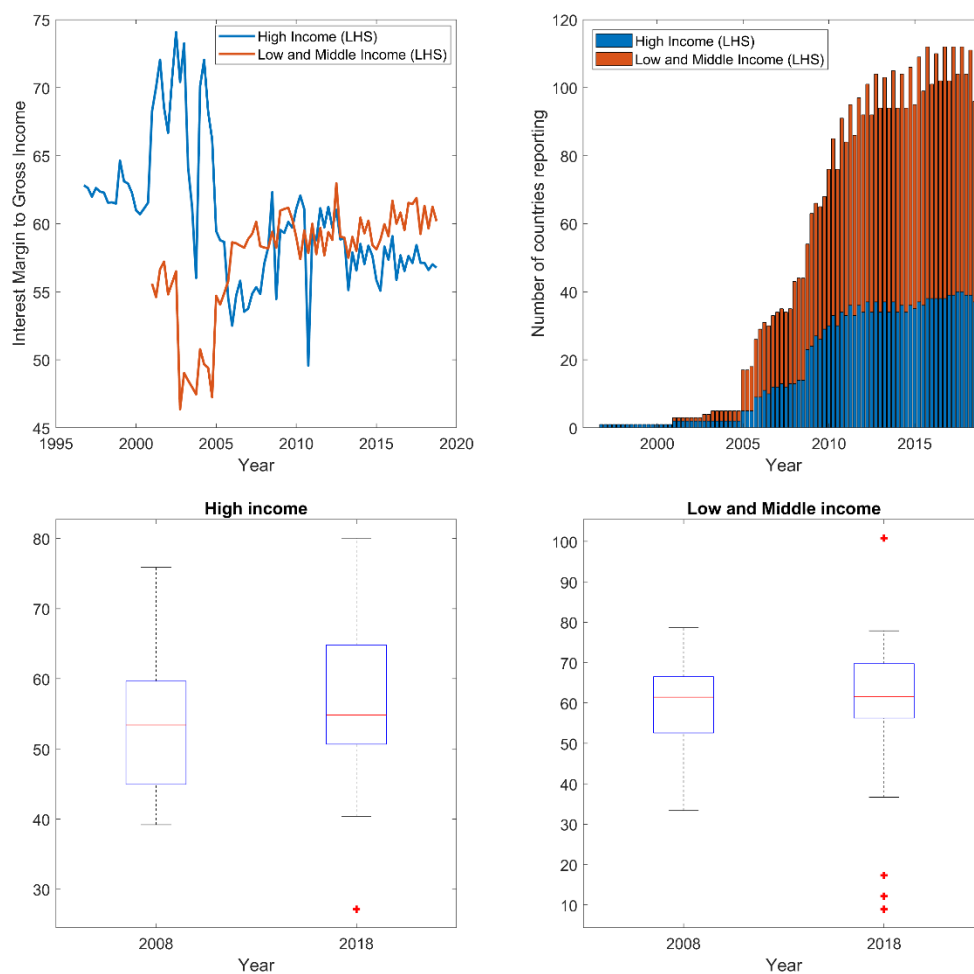 High Income (LHS)
Low and Middle Income (LHS)
Interest Margin to Gross Income
75
70
65
60
55
50
45
1995 2000 2005 2010 2015 2020
Year
High Income (LHS)
Low and Middle Income (LHS)
Number of countries reporting
120
100
80
60
40
20
0
2000 2005 2010 2015
Year
High income
80
70
60
50
40
30
2008 2018
Year
Low and Middle income
100
90
80
70
60
50
40
30
20
10
2008 2018
Year